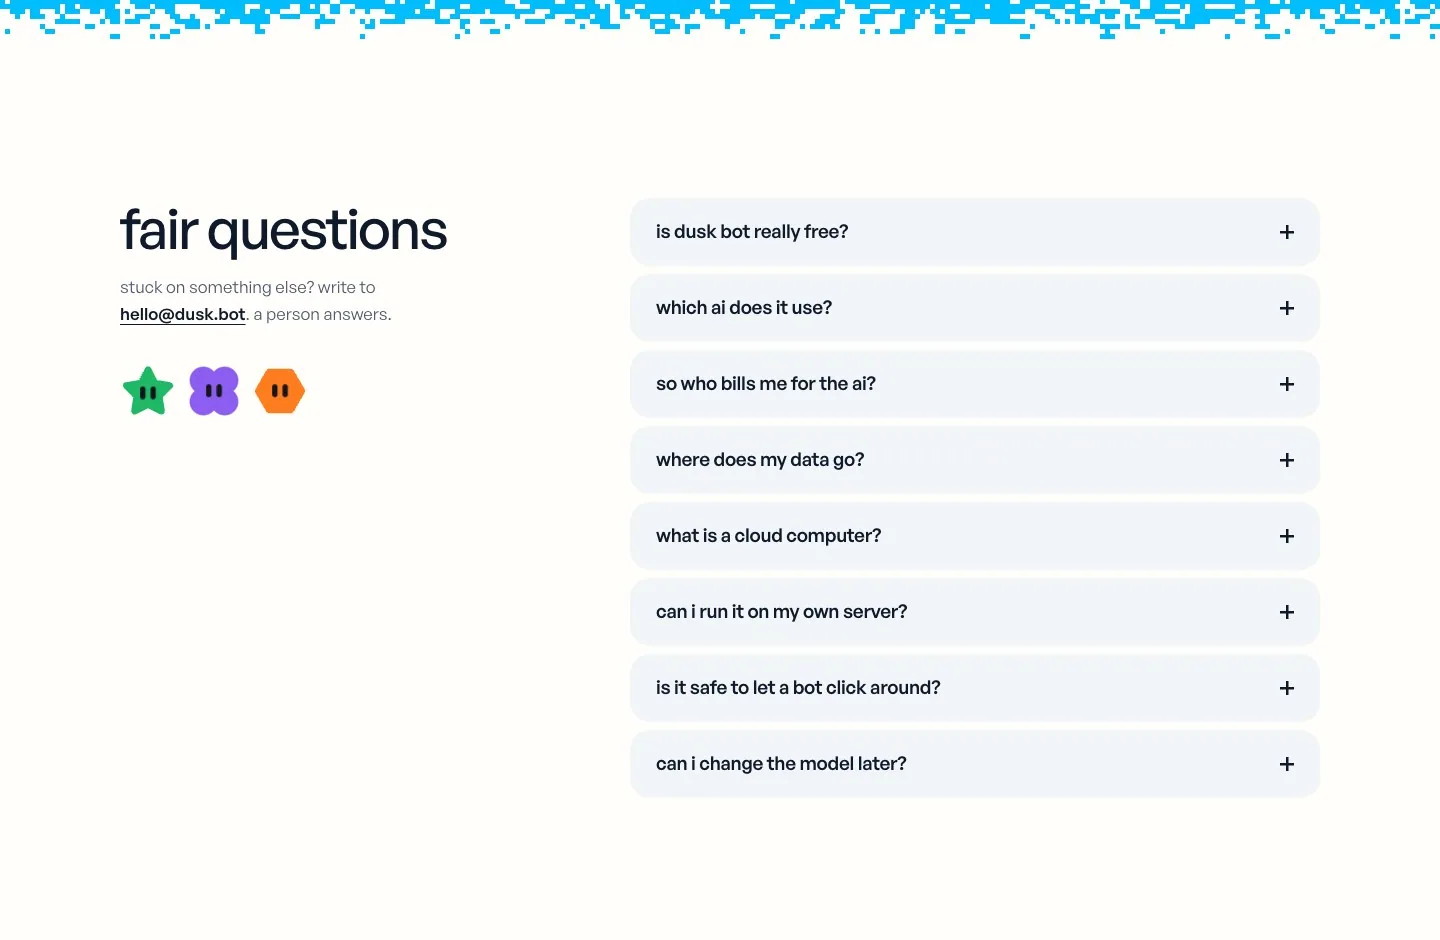 fair questions
stuck on something else? write to
hello@dusk.bot. a person answers.
is dusk bot really free?
which ai does it use?
so who bills me for the ai?
where does my data go?
what is a cloud computer?
can i run it on my own server?
is it safe to let a bot click around?
can i change the model later?